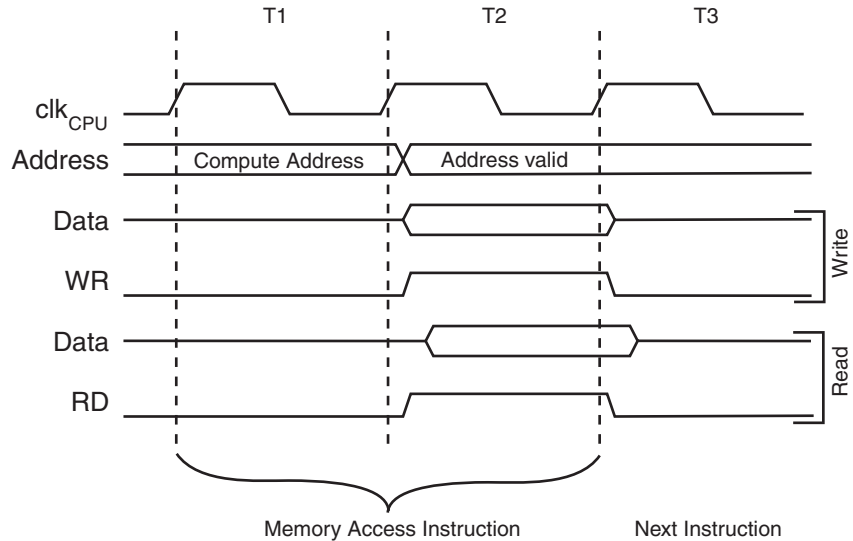 T1 T2 T3
clkCPU
Address Compute Address Address valid
Data
WR
Write
Data
RD
Read
Memory Access Instruction Next Instruction